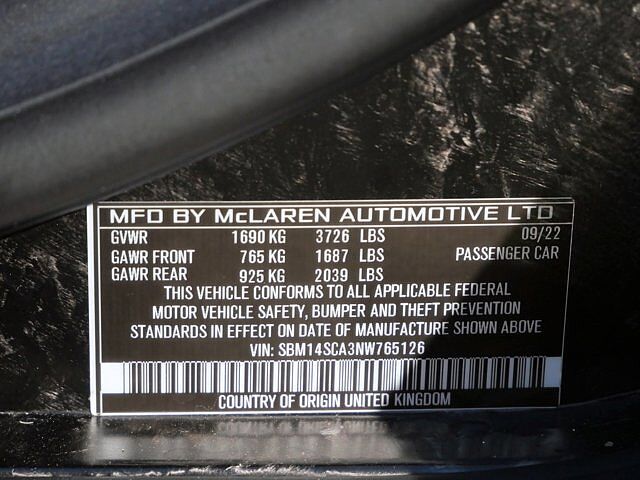 MFD BY McLAREN AUTOMOTIVE LTD
GVWR 1690 KG 3726 LBS 09/22
GAWR FRONT 765 KG 1687 LBS PASSENGER CAR
GAWR REAR 925 KG 2039 LBS
THIS VEHICLE CONFORMS TO ALL APPLICABLE FEDERAL
MOTOR VEHICLE SAFETY, BUMPER AND THEFT PREVENTION
STANDARDS IN EFFECT ON DATE OF MANUFACTURE SHOWN ABOVE
VIN: SBM14SCA3NW765126
COUNTRY OF ORIGIN UNITED KINGDOM